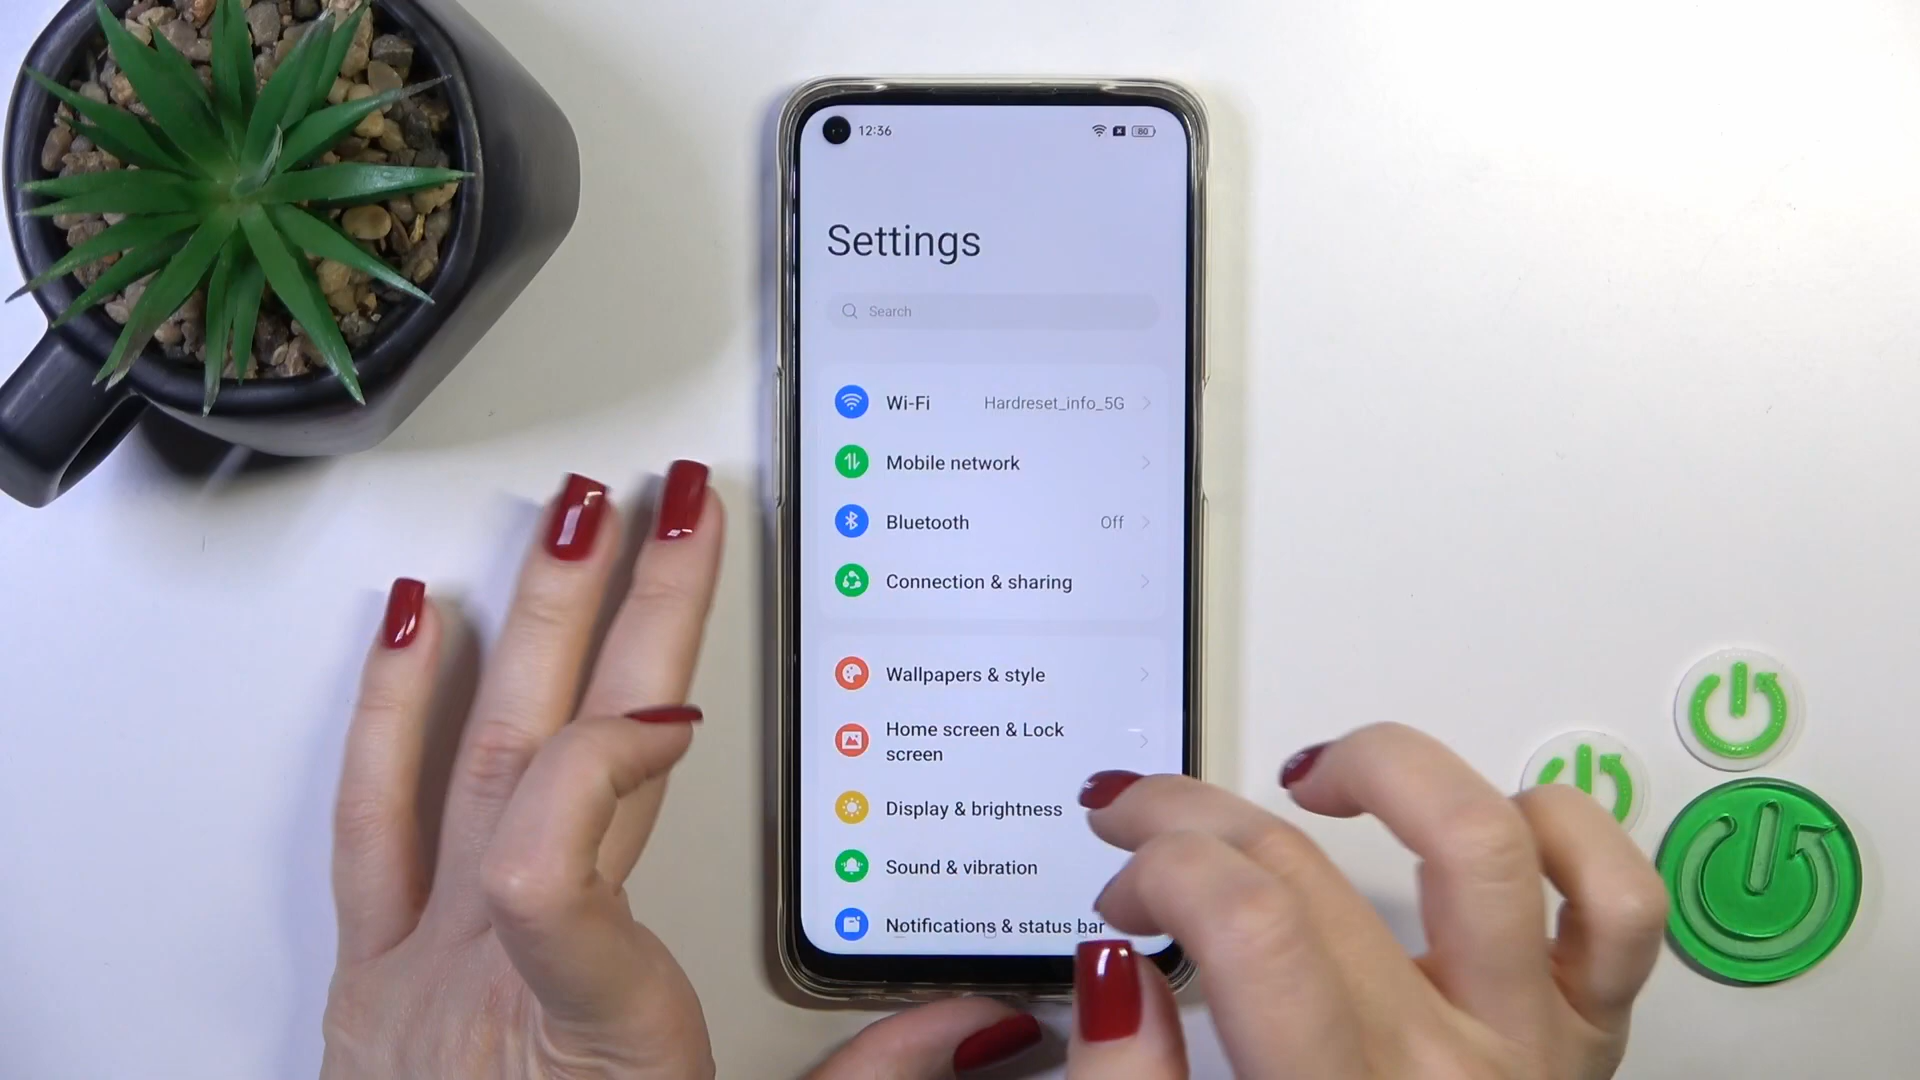 12:36
80
Settings
Search
Wi-Fi Hardreset_info_5G
Mobile network
Bluetooth Off
Connection & sharing
Wallpapers & style
Home screen & Lock
screen
Display & brightness
Sound & vibration
Notifications & status bar